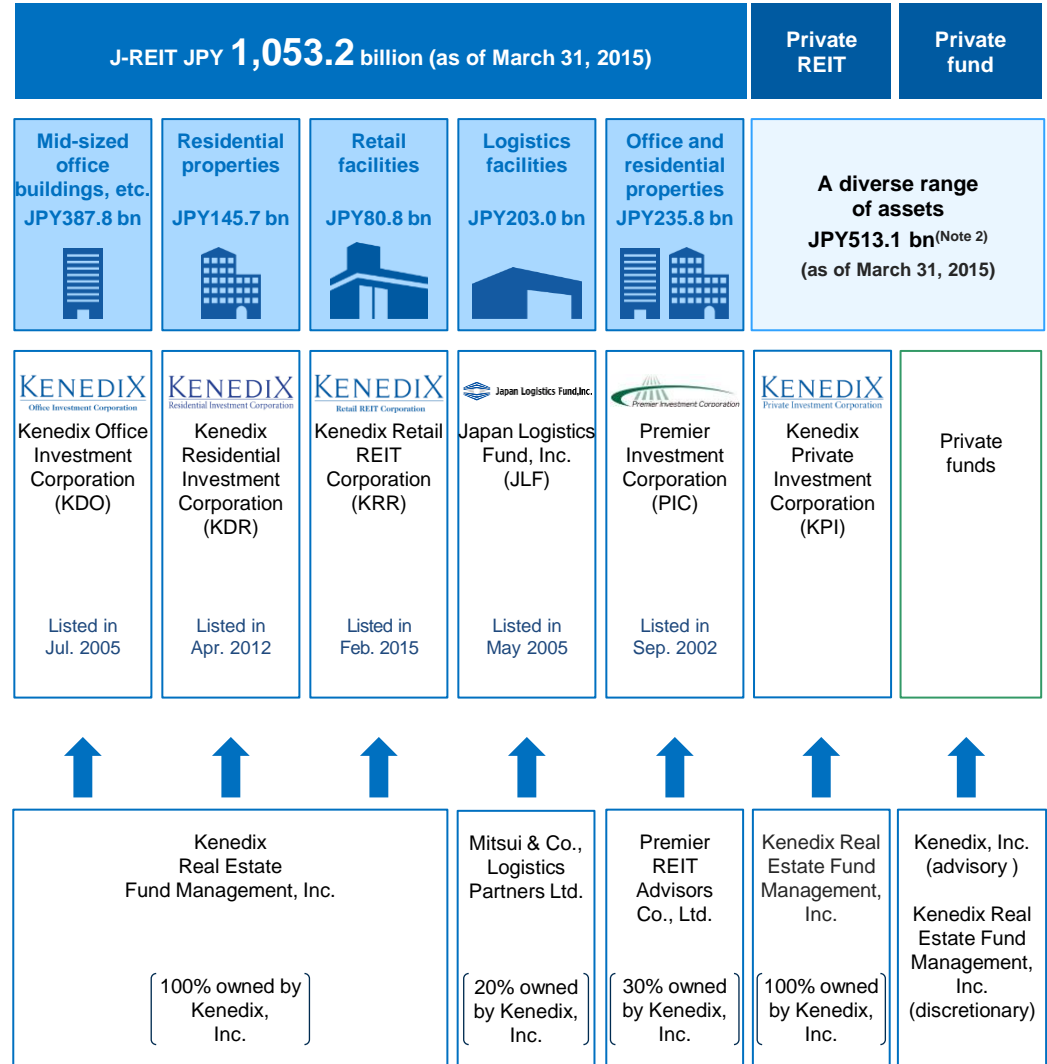 J-REIT JPY 1,053.2 billion (as of March 31, 2015)
Private
REIT
Private
fund
Mid-sized
office
buildings, etc.
JPY387.8 bn
Residential
properties
JPY145.7 bn
Retail
facilities
JPY80.8 bn
Logistics
facilities
JPY203.0 bn
Office and
residential
properties
JPY235.8 bn
A diverse range
of assets
JPY513.1 bn(Note 2)
(as of March 31, 2015)
KENEDIX
Office Investment Corporation
Kenedix Office
Investment
Corporation
(KDO)
Listed in
Jul. 2005
KENEDIX
Residential Investment Corporation
Kenedix
Residential
Investment
Corporation
(KDR)
Listed in
Apr. 2012
KENEDIX
Retail REIT Corporation
Kenedix Retail
REIT
Corporation
(KRR)
Listed in
Feb. 2015
Japan Logistics Fund,Inc.
Japan Logistics
Fund, Inc.
(JLF)
Listed in
May 2005
Premier Investment Corporation
Premier
Investment
Corporation
(PIC)
Listed in
Sep. 2002
KENEDIX
Private Investment Corporation
Kenedix
Private
Investment
Corporation
(KPI)
Private
funds
Kenedix
Real Estate
Fund Management, Inc.
100% owned by
Kenedix,
Inc.
Mitsui & Co.,
Logistics
Partners Ltd.
20% owned
by Kenedix,
Inc.
Premier
REIT
Advisors
Co., Ltd.
30% owned
by Kenedix,
Inc.
Kenedix Real
Estate Fund
Management,
Inc.
100% owned
by Kenedix,
Inc.
Kenedix, Inc.
(advisory )
Kenedix Real
Estate Fund
Management,
Inc.
(discretionary)